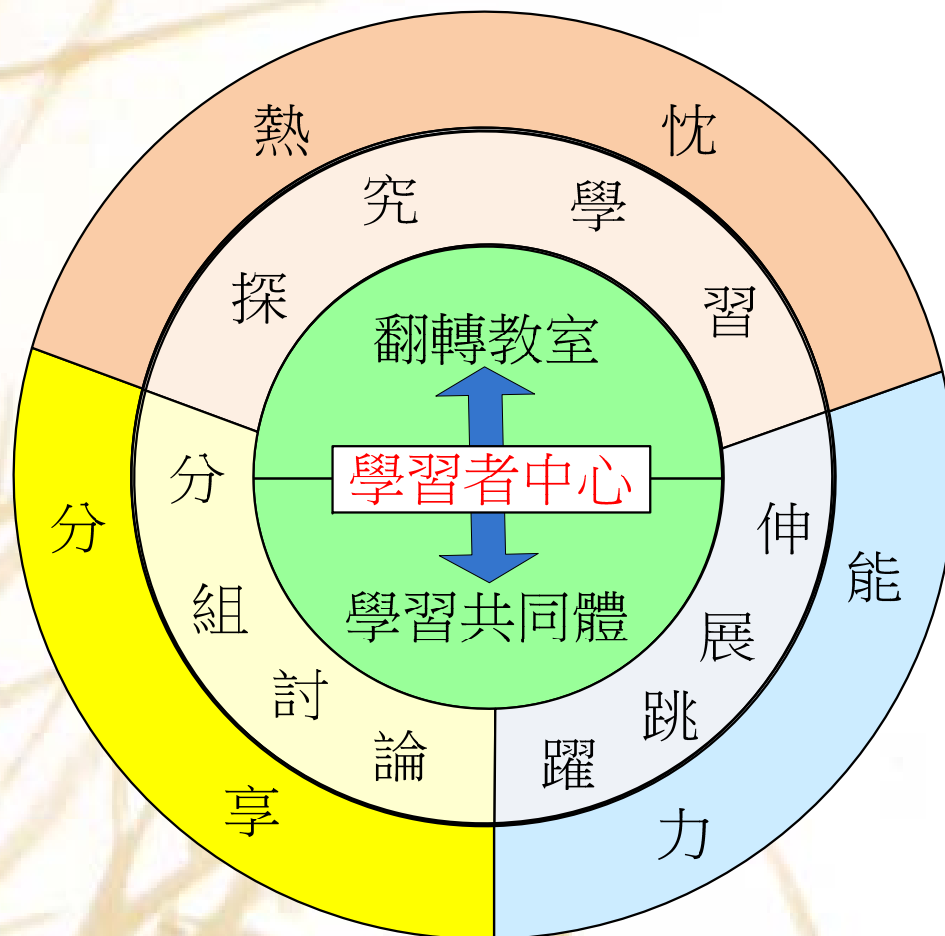 熱忱
探究學習
翻轉教室
學習者中心
學習共同體
分享
分組討論
伸展跳躍
能力